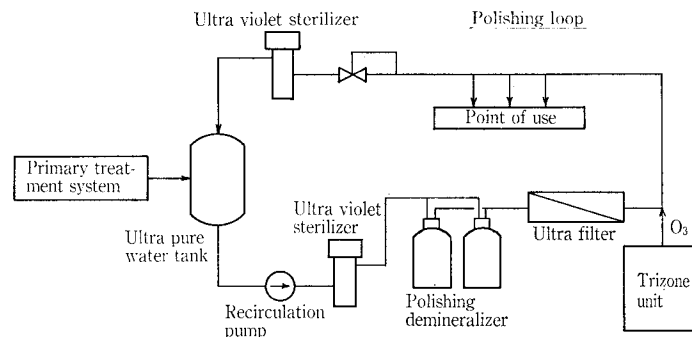 Ultra violet sterilizer
Polishing loop
Point of use
Primary treat-
ment system
Ultra pure
water tank
Ultra violet
sterilizer
Ultra filter
O₃
Recirculation
pump
Polishing
demineralizer
Trizone
unit